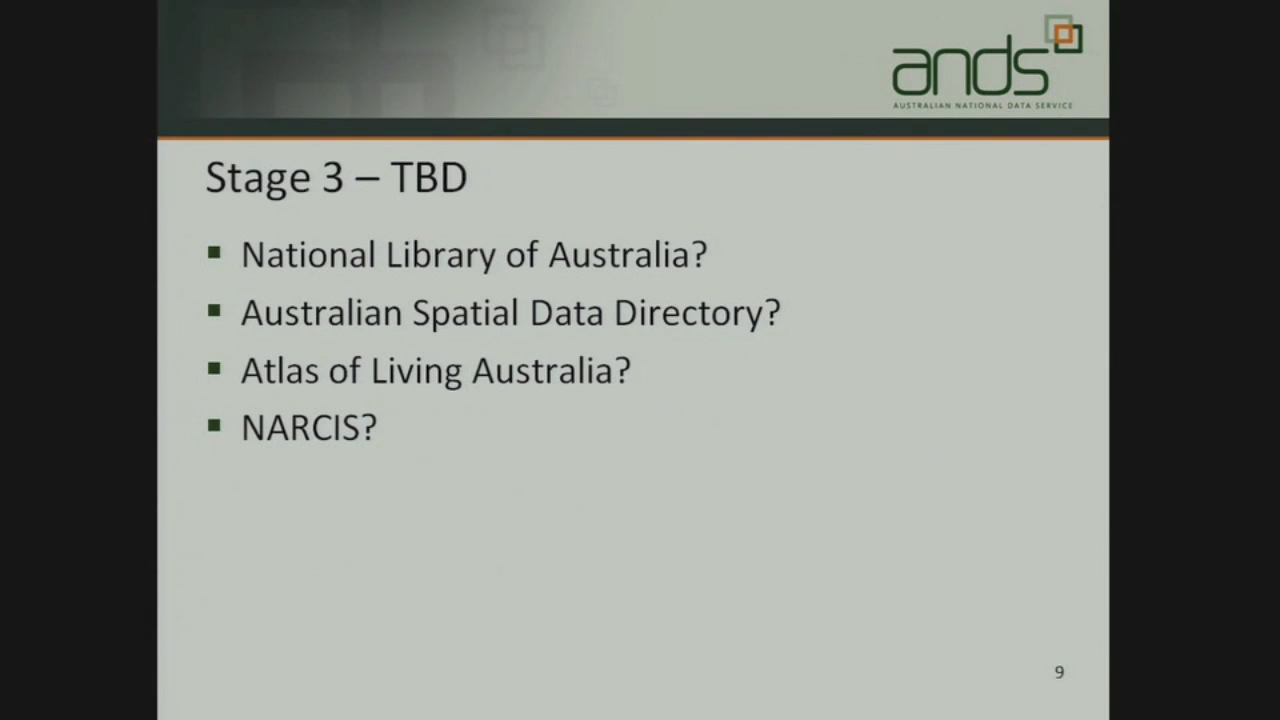 ands
AUSTRALIAN NATIONAL DATA SERVICE
Stage 3 – TBD
National Library of Australia?
Australian Spatial Data Directory?
Atlas of Living Australia?
NARCIS?
9